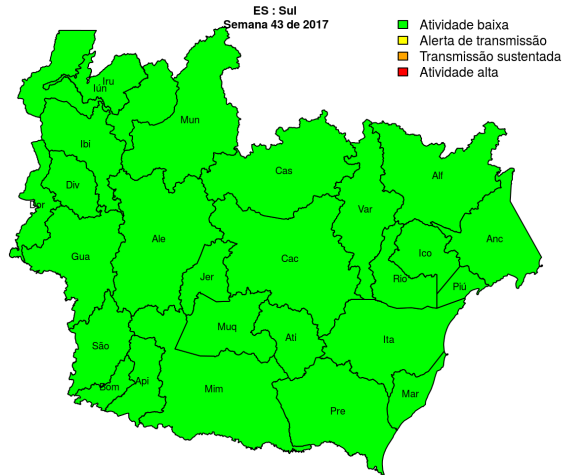 ES : Sul
Semana 43 de 2017
Atividade baixa
Alerta de transmissão
Transmissão sustentada
Atividade alta
Iru
Iún
Mun
Ibi
Cas
Alf
Div
Dor
Var
Ale
Anc
Gua
Cac
Ico
Jer
Rio
Piú
Muq
Ati
Ita
São
Api
Bom
Mim
Mar
Pre